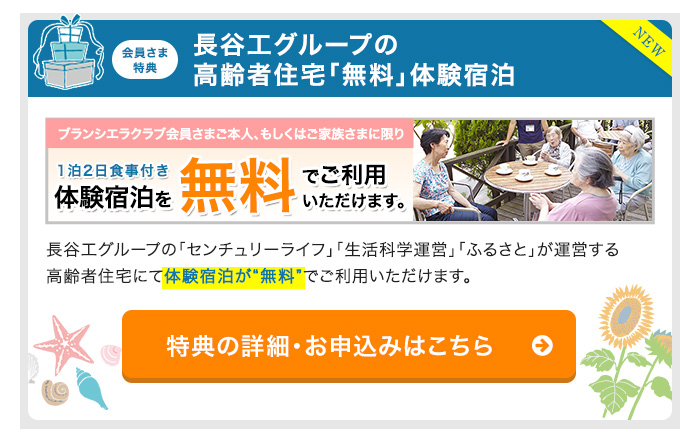 会員さま
特典
長谷工グループの
高齢者住宅「無料」体験宿泊
NEW
ブランシエラクラブ会員さまご本人、もしくはご家族さまに限り
1泊2日食事付き
体験宿泊を 無料 でご利用
いただけます。
長谷工グループの「センチュリーライフ」「生活科学運営」「ふるさと」が運営する
高齢者住宅にて体験宿泊が“無料”でご利用いただけます。
特典の詳細・お申込みはこちら